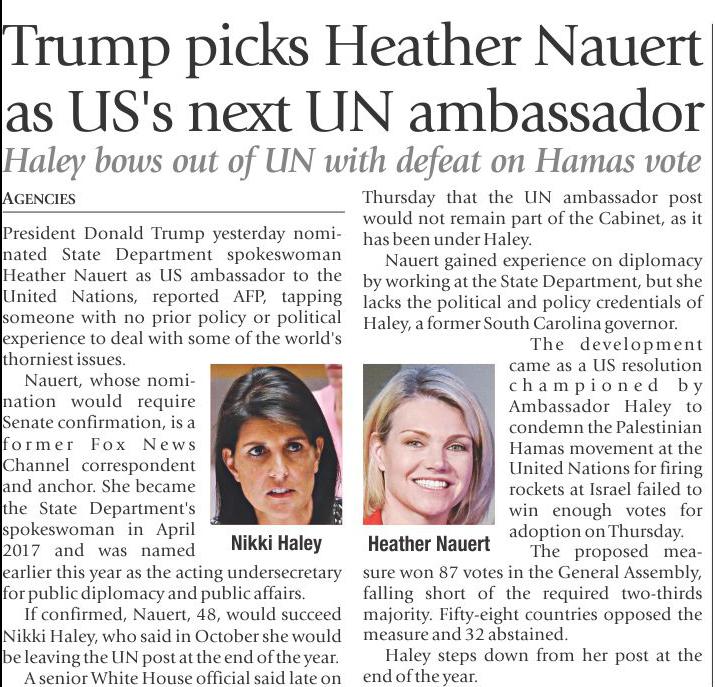 Trump picks Heather Nauert
as US's next UN ambassador
Haley bows out of UN with defeat on Hamas vote
AGENCIES
President Donald Trump yesterday nomi-
nated State Department spokeswoman
Heather Nauert as US ambassador to the
United Nations, reported AFP, tapping
someone with no prior policy or political
experience to deal with some of the world's
thorniest issues.
Nauert, whose nomi-
nation would require
Senate confirmation, is a
former Fox News
Channel correspondent
and anchor. She became
the State Department's
spokeswoman in April
2017 and was named
earlier this year as the acting undersecretary
for public diplomacy and public affairs.
If confirmed, Nauert, 48, would succeed
Nikki Haley, who said in October she would
be leaving the UN post at the end of the year.
A senior White House official said late on
Nikki Haley
Thursday that the UN ambassador post
would not remain part of the Cabinet, as it
has been under Haley.
Nauert gained experience on diplomacy
by working at the State Department, but she
lacks the political and policy credentials of
Haley, a former South Carolina governor.
The development
came as a US resolution
championed by
Ambassador Haley to
condemn the Palestinian
Hamas movement at the
United Nations for firing
rockets at Israel failed to
win enough votes for
adoption on Thursday.
Heather Nauert
The proposed mea-
sure won 87 votes in the General Assembly,
falling short of the required two-thirds
majority. Fifty-eight countries opposed the
measure and 32 abstained.
Haley steps down from her post at the
end of the year.